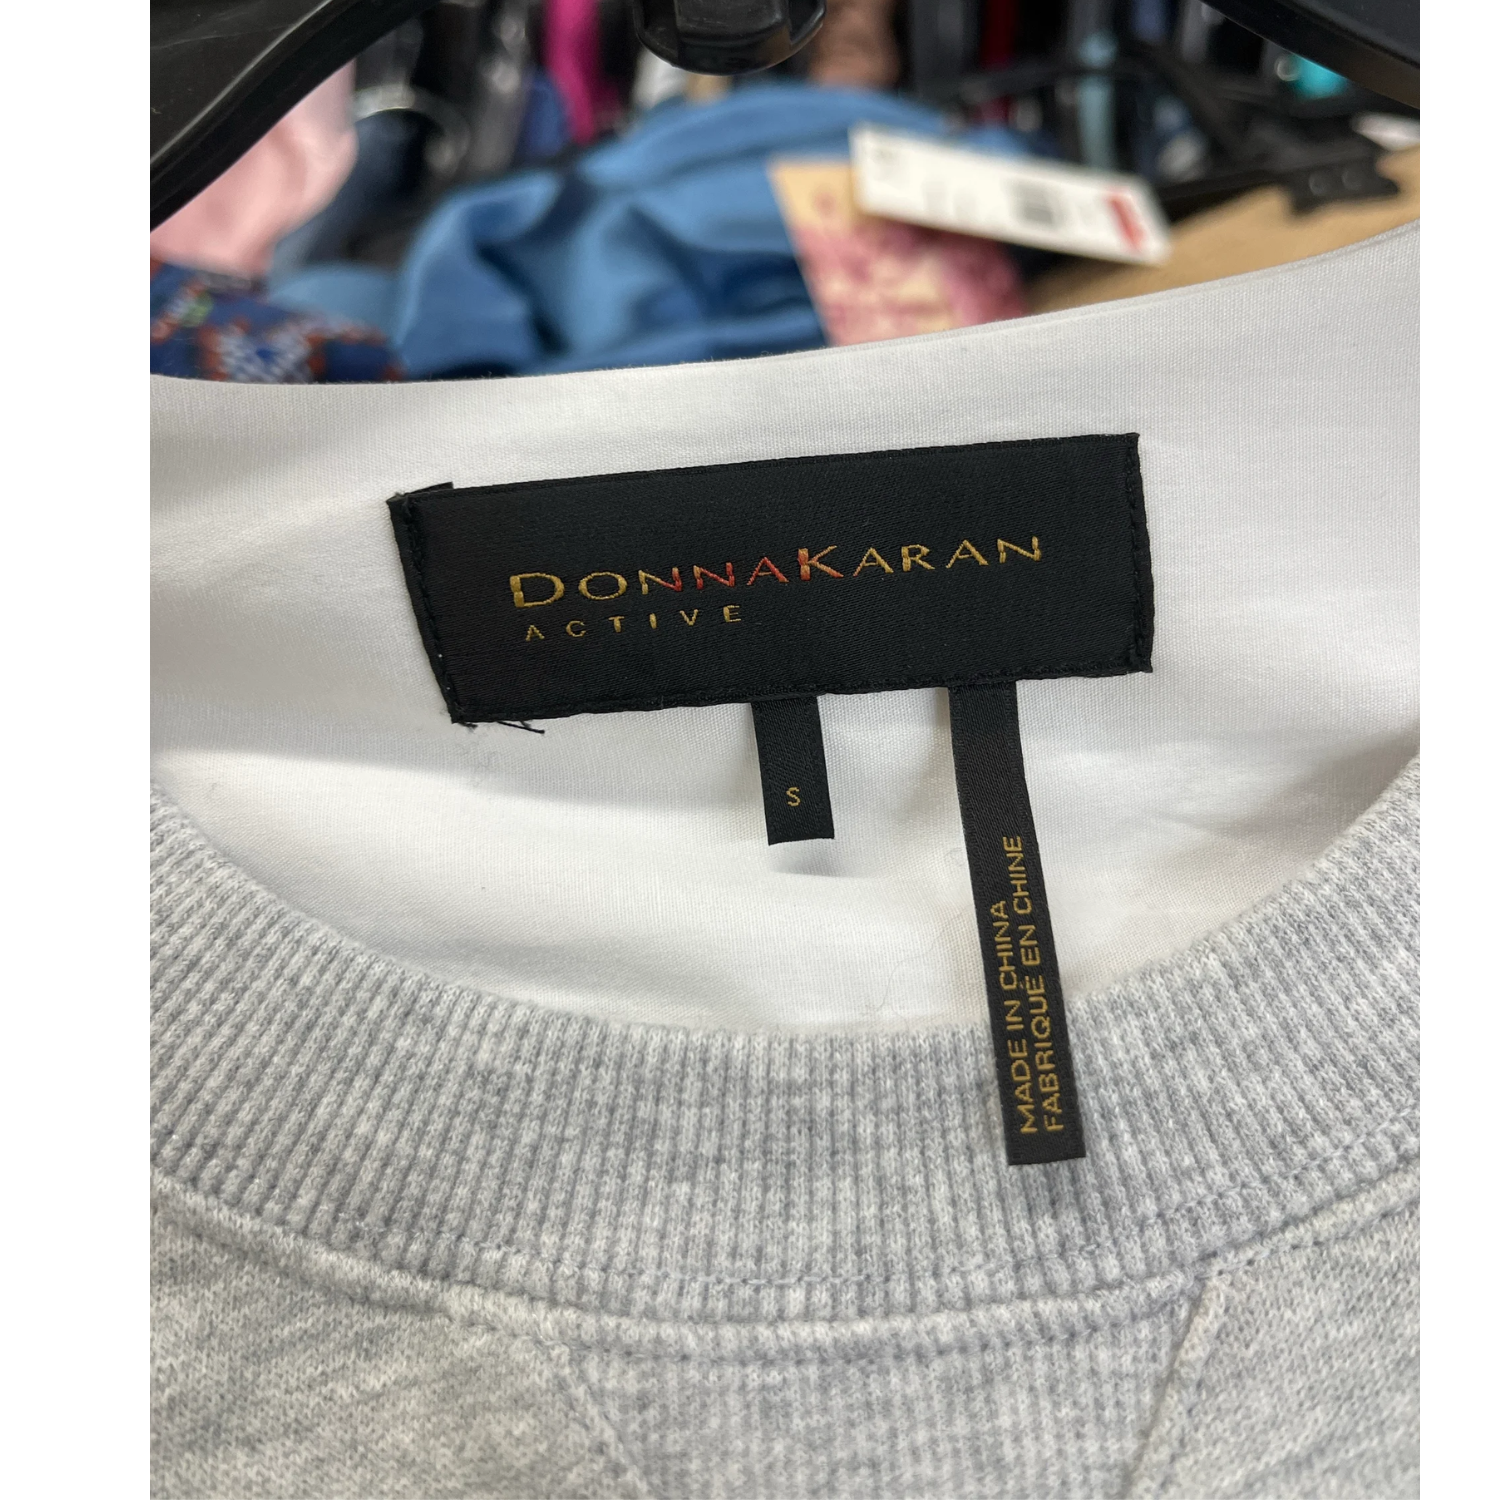 DONNAKARAN
ACTIVE
S
MADE IN CHINA
FABRIQUÉ EN CHINE